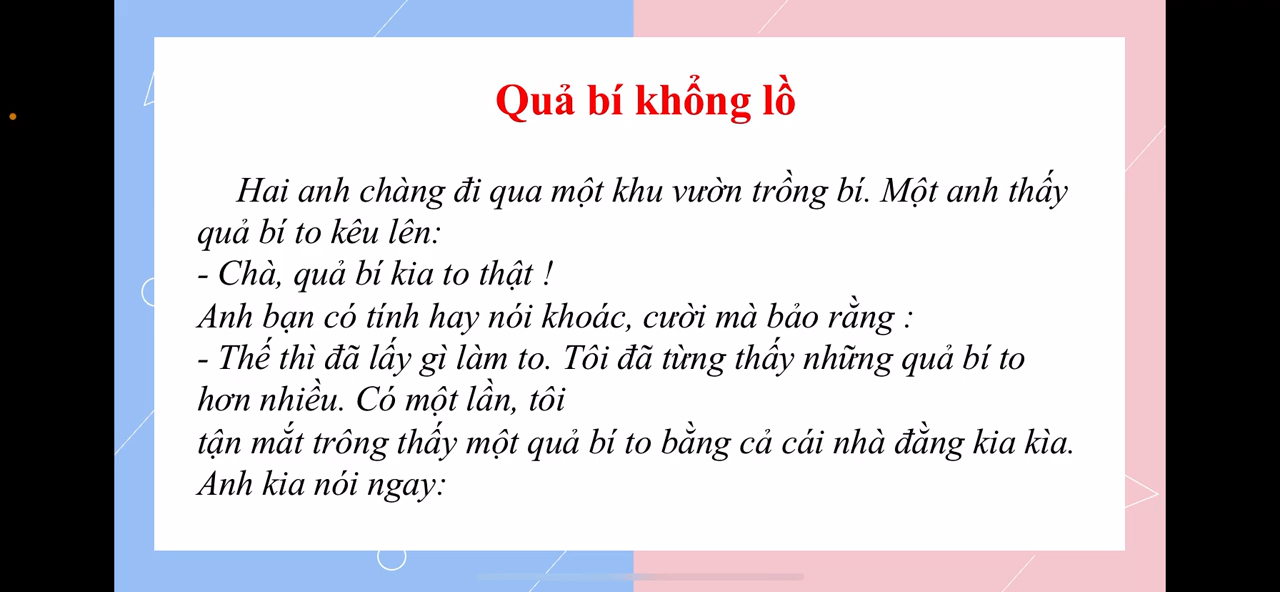 Quả bí khổng lồ
Hai anh chàng đi qua một khu vườn trồng bí. Một anh thấy
quả bí to kêu lên:
- Chà, quả bí kia to thật !
Anh bạn có tính hay nói khoác, cười mà bảo rằng :
- Thế thì đã lấy gì làm to. Tôi đã từng thấy những quả bí to
hơn nhiều. Có một lần, tôi
tận mắt trông thấy một quả bí to bằng cả cái nhà đằng kia kìa.
Anh kia nói ngay: